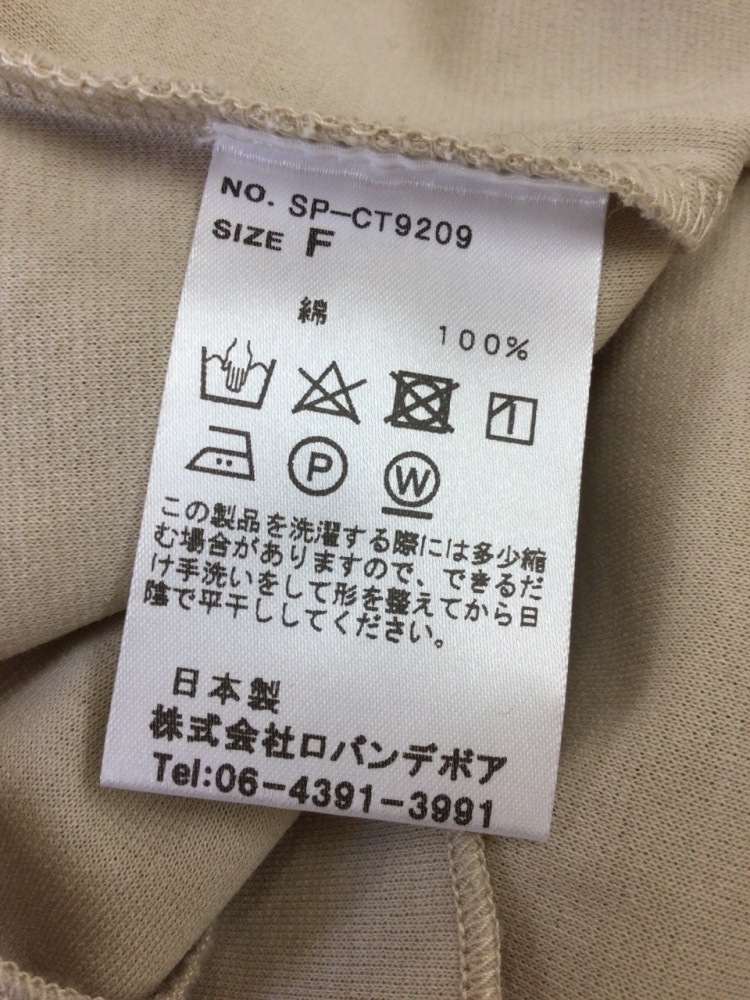 NO. SP-CT9209
SIZE F
綿 100%
P W
この製品を洗濯する際には多少縮
む場合がありますので、できるだ
け手洗いをして形を整えてから日
陰で平干ししてください。
日本製
株式会社ロバンデボア
Tel:06-4391-3991